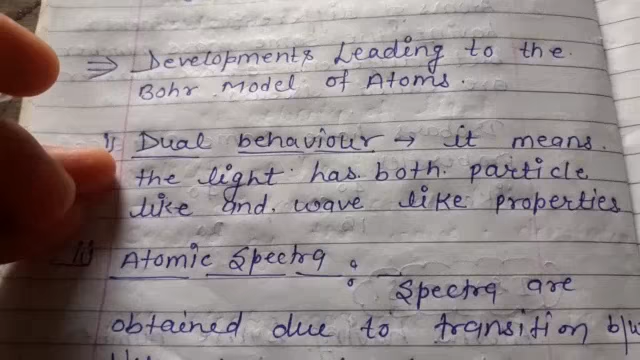 ⇒ Developments Leading to the
Bohr Model of Atoms.
i) Dual behaviour → it means
the light has both particle
like and wave like properties
ii) Atomic Spectra :
Spectra are
obtained due to transition b/w